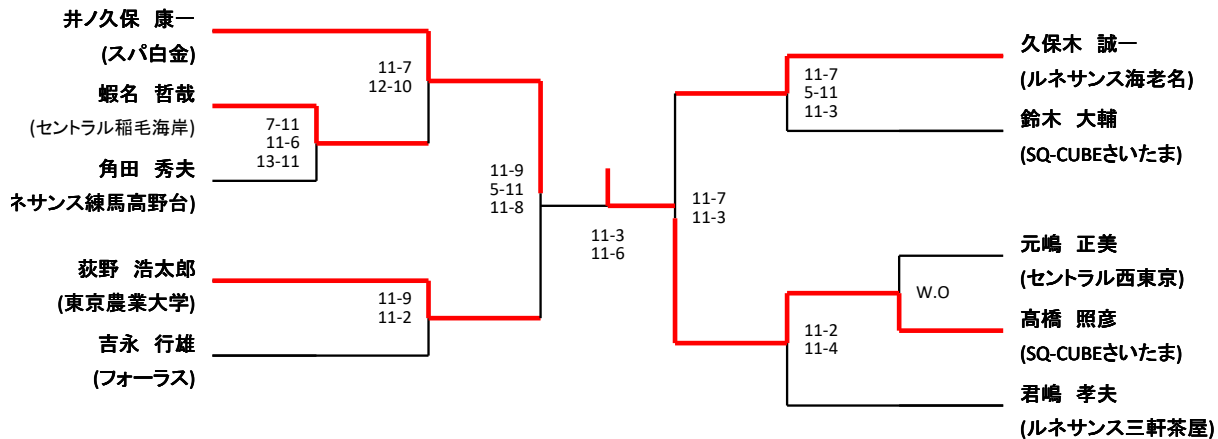 井ノ久保 康一
(スパ白金)
11-7
12-10
蝦名 哲哉
(セントラル稲毛海岸)
7-11
11-6
13-11
角田 秀夫
ネサンス練馬高野台)
11-9
5-11
11-8
荻野 浩太郎
(東京農業大学)
11-9
11-2
吉永 行雄
(フォーラス)
11-3
11-6
久保木 誠一
(ルネサンス海老名)
11-7
5-11
11-3
鈴木 大輔
(SQ-CUBEさいたま)
11-7
11-3
元嶋 正美
(セントラル西東京)
W.O
高橋 照彦
(SQ-CUBEさいたま)
11-2
11-4
君嶋 孝夫
(ルネサンス三軒茶屋)